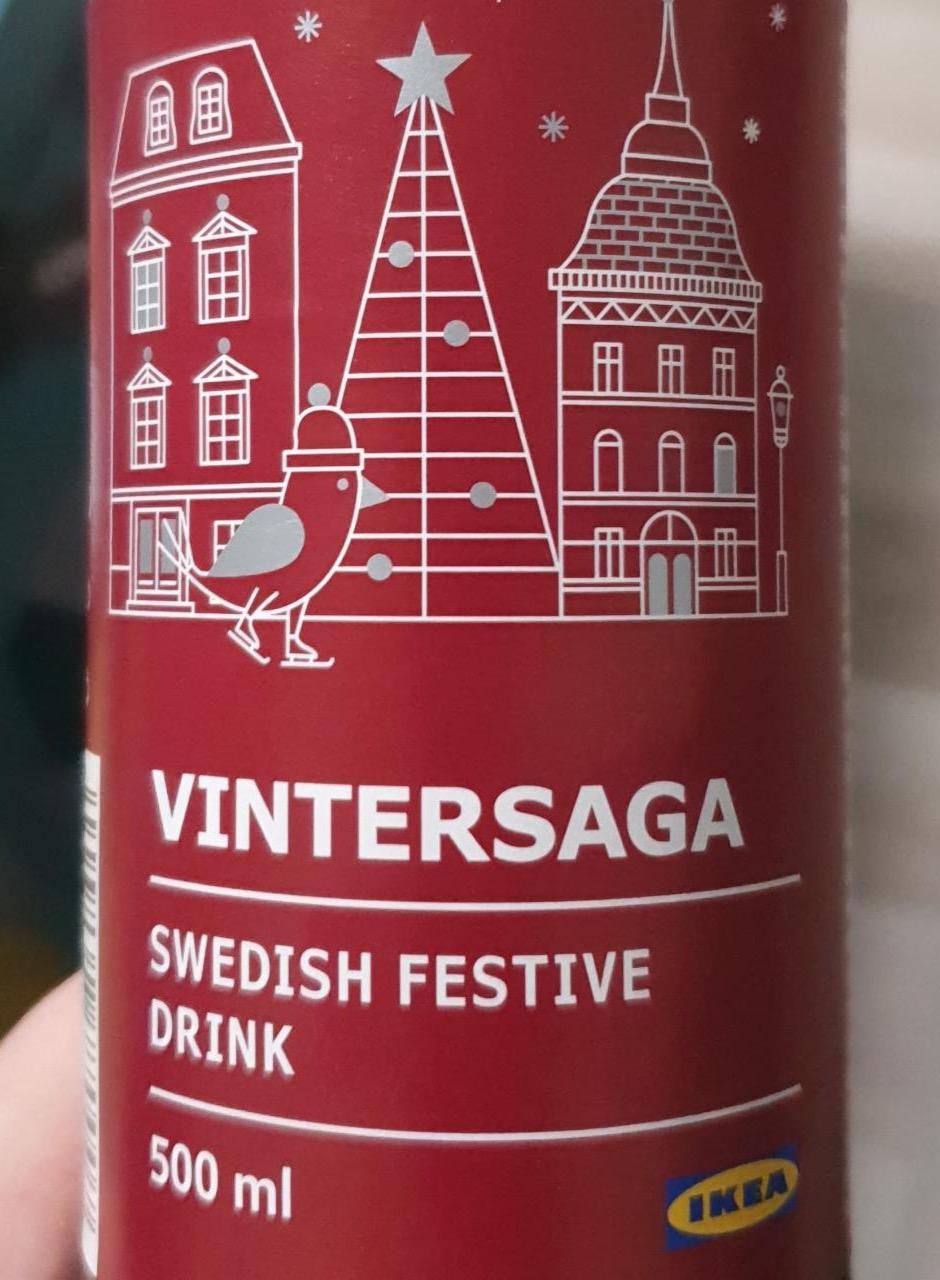 VINTERSAGA
SWEDISH FESTIVE
DRINK
500 ml
IKEA